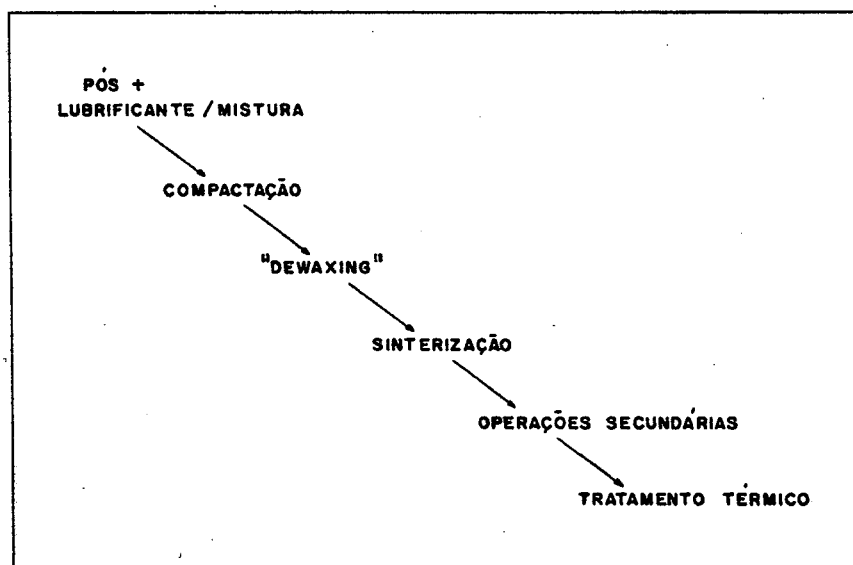 PÓS +
LUBRIFICANTE / MISTURA
COMPACTAÇÃO
"DEWAXING"
SINTERIZAÇÃO
OPERAÇÕES SECUNDÁRIAS
TRATAMENTO TÉRMICO